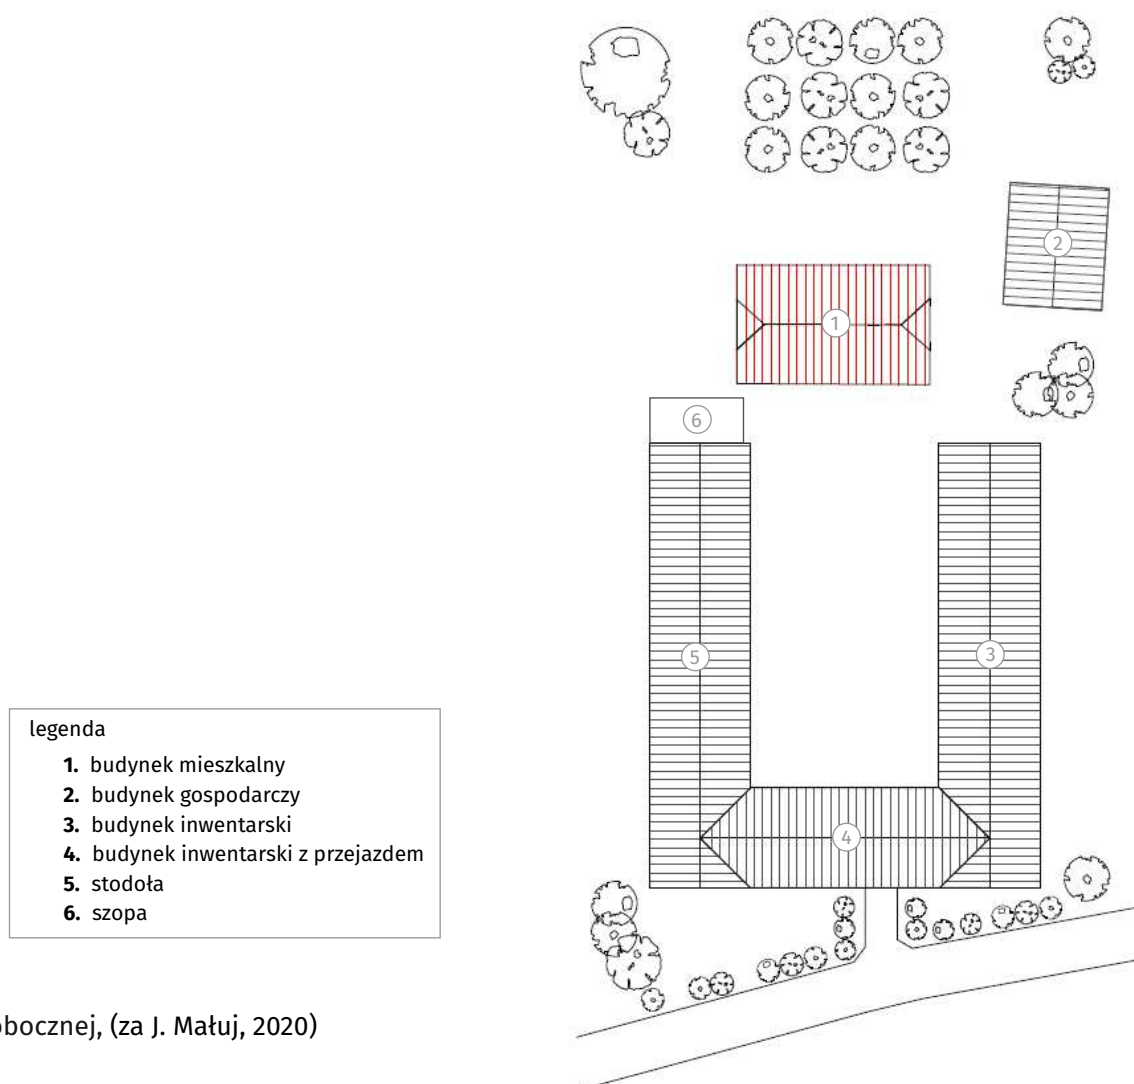 2
1
6
5
3
4
legenda
1. budynek mieszkalny
2. budynek gospodarczy
3. budynek inwentarski
4. budynek inwentarski z przejazdem
5. stodoła
6. szopa
obocznej, (za J. Małuj, 2020)